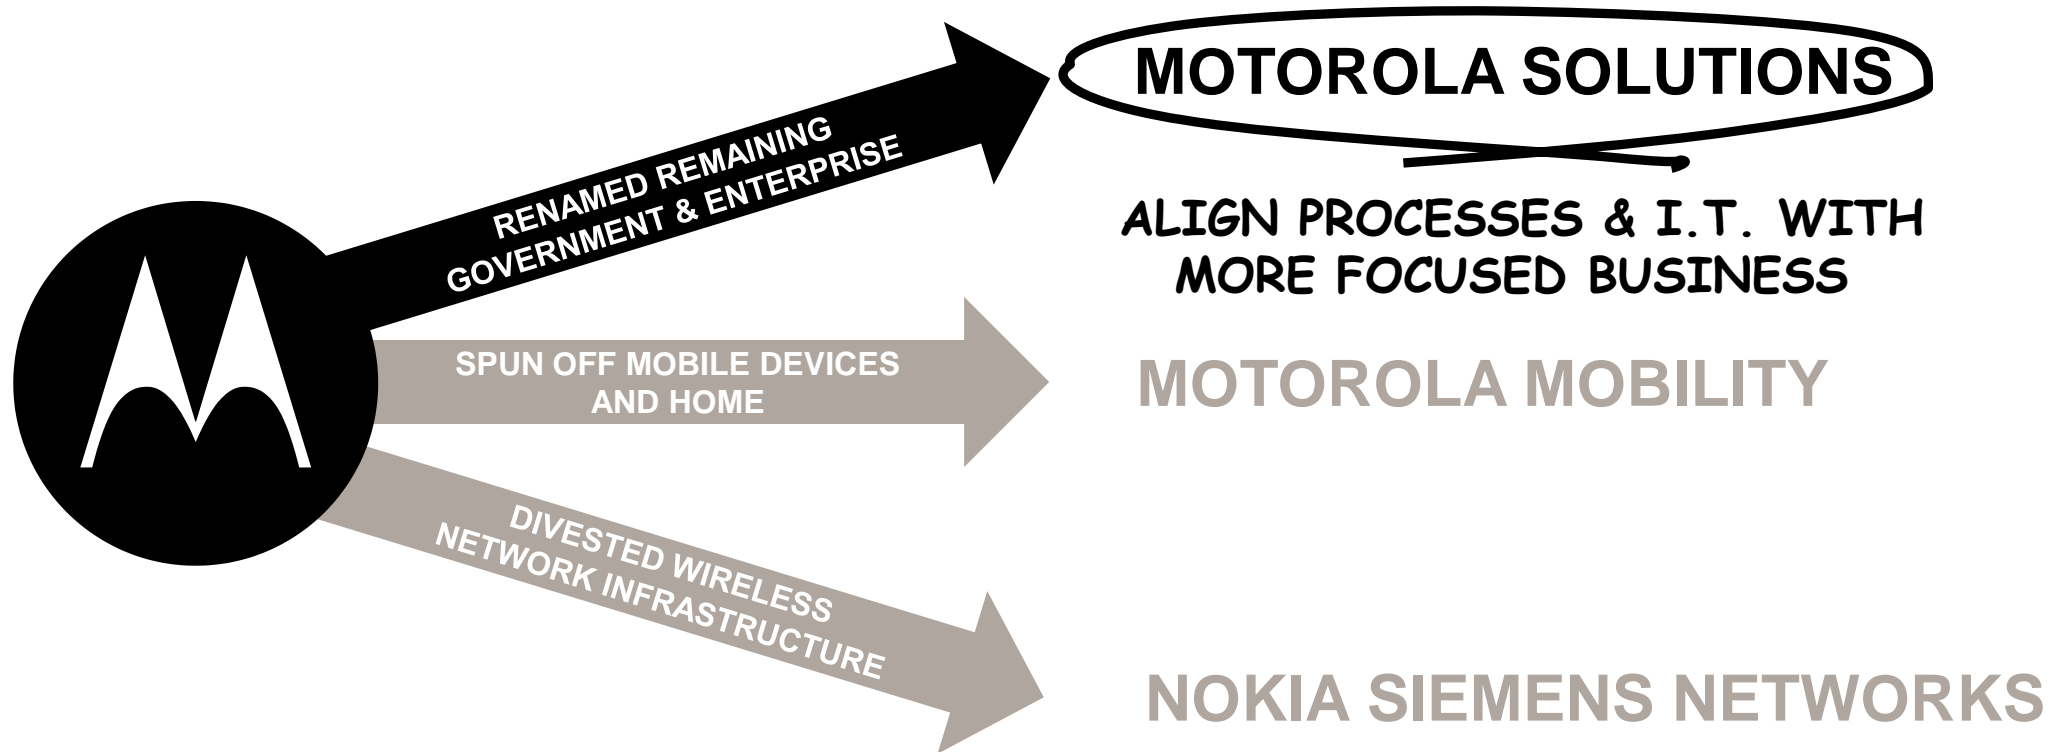 MOTOROLA SOLUTIONS
RENAMED REMAINING
GOVERNMENT & ENTERPRISE
ALIGN PROCESSES & I.T. WITH
MORE FOCUSED BUSINESS
SPUN OFF MOBILE DEVICES
AND HOME
MOTOROLA MOBILITY
DIVESTED WIRELESS
NETWORK INFRASTRUCTURE
NOKIA SIEMENS NETWORKS